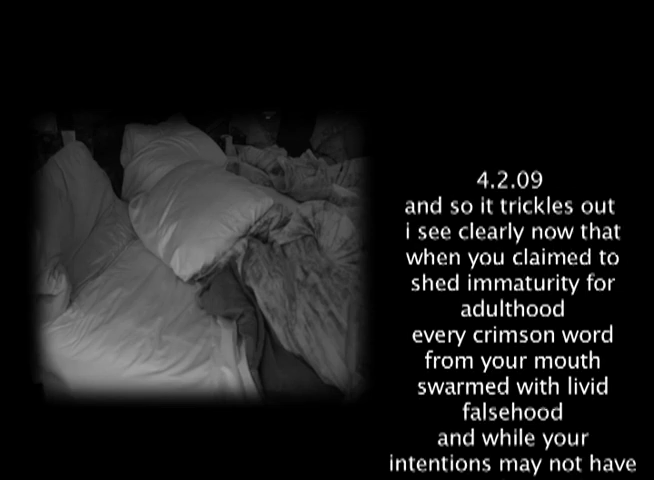 4.2.09
and so it trickles out
i see clearly now that
when you claimed to
shed immaturity for
adulthood
every crimson word
from your mouth
swarmed with livid
falsehood
and while your
intentions may not have